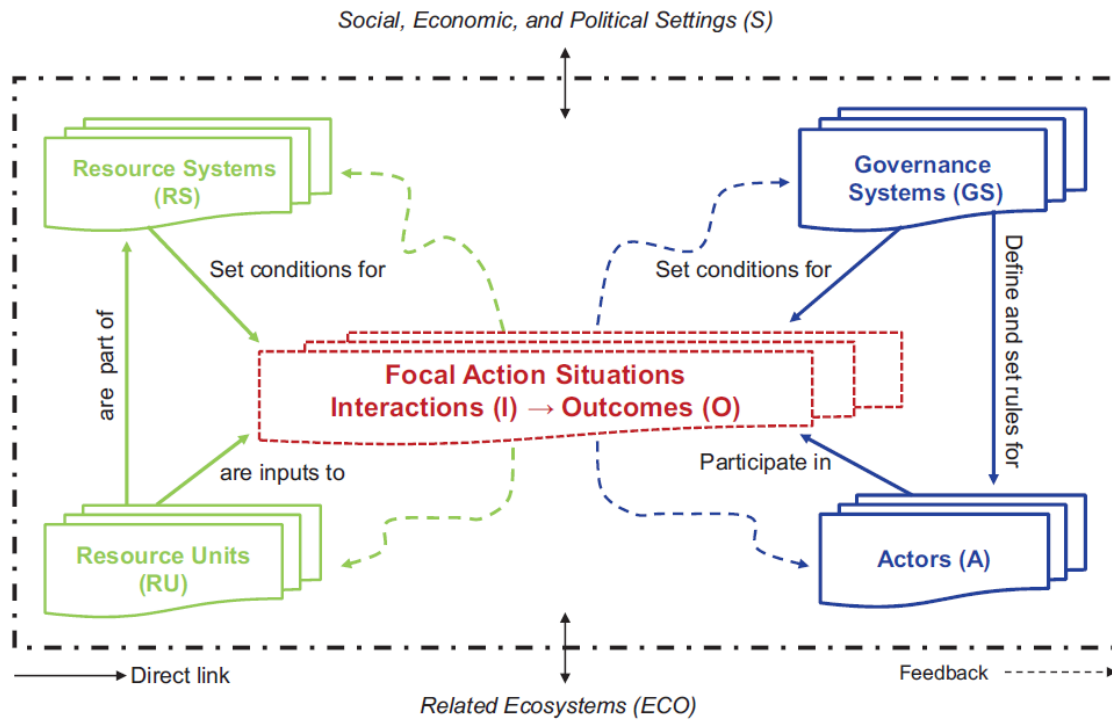 Social, Economic, and Political Settings (S)
Resource Systems
(RS)
Governance
Systems (GS)
Set conditions for
Set conditions for
Define and set rules for
are part of
Focal Action Situations
Interactions (I) → Outcomes (O)
are inputs to
Participate in
Resource Units
(RU)
Actors (A)
Direct link
Feedback
Related Ecosystems (ECO)